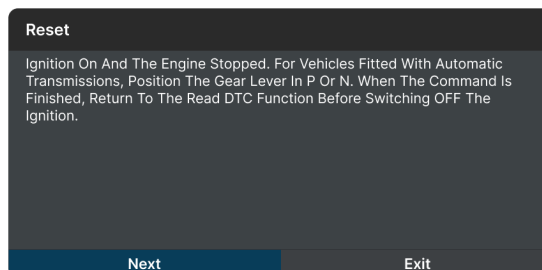 Reset
Ignition On And The Engine Stopped. For Vehicles Fitted With Automatic
Transmissions, Position The Gear Lever In P Or N. When The Command Is
Finished, Return To The Read DTC Function Before Switching OFF The
Ignition.
Next
Exit